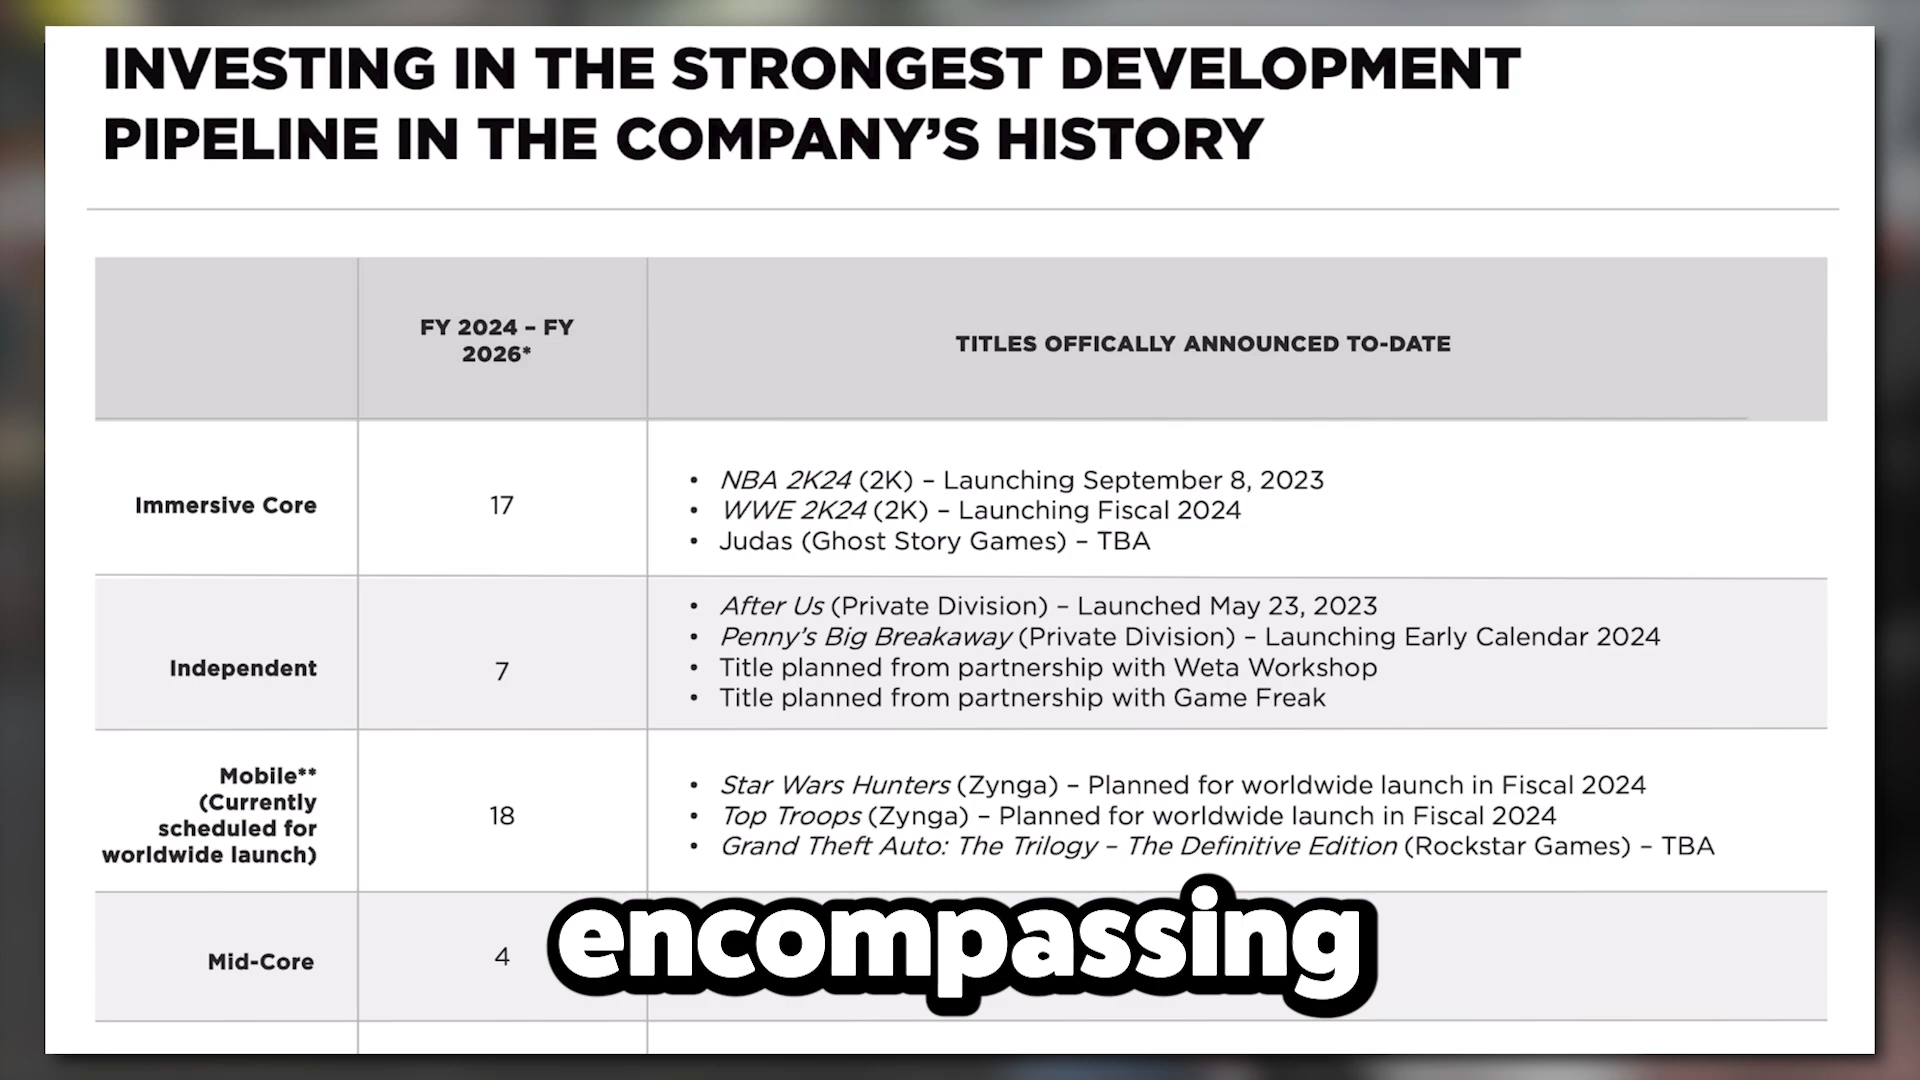 INVESTING IN THE STRONGEST DEVELOPMENT
PIPELINE IN THE COMPANY’S HISTORY
FY 2024 – FY
2026*
TITLES OFFICALLY ANNOUNCED TO-DATE
Immersive Core
17
• NBA 2K24 (2K) – Launching September 8, 2023
• WWE 2K24 (2K) – Launching Fiscal 2024
• Judas (Ghost Story Games) – TBA
Independent
7
• After Us (Private Division) – Launched May 23, 2023
• Penny’s Big Breakaway (Private Division) – Launching Early Calendar 2024
• Title planned from partnership with Weta Workshop
• Title planned from partnership with Game Freak
Mobile**
(Currently
scheduled for
worldwide launch)
18
• Star Wars Hunters (Zynga) – Planned for worldwide launch in Fiscal 2024
• Top Troops (Zynga) – Planned for worldwide launch in Fiscal 2024
• Grand Theft Auto: The Trilogy – The Definitive Edition (Rockstar Games) – TBA
Mid-Core
4
encompassing